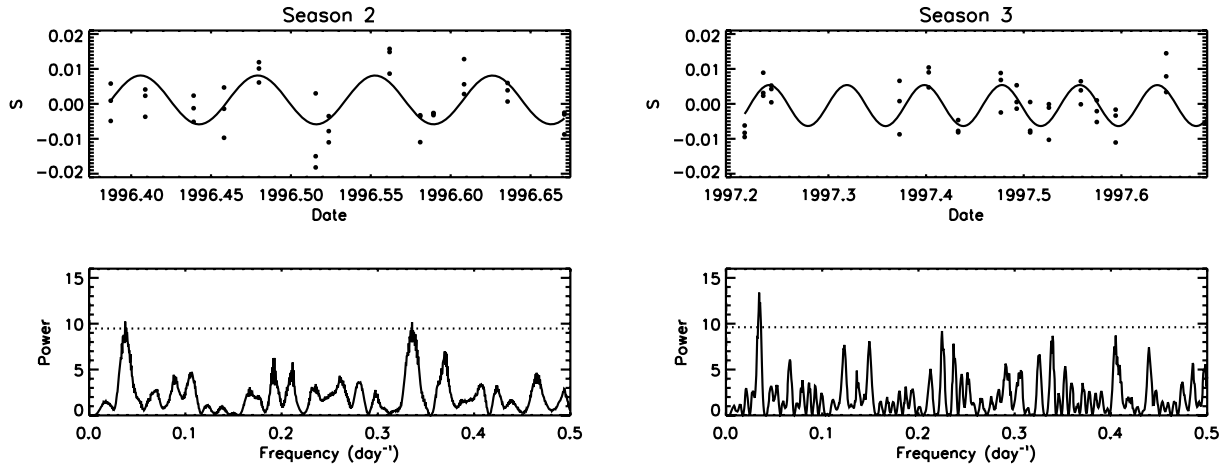 Season 2
0.02
0.01
0.00
−0.01
−0.02
S
1996.40 1996.45 1996.50 1996.55 1996.60 1996.65
Date
Season 3
0.02
0.01
0.00
−0.01
−0.02
S
1997.2 1997.3 1997.4 1997.5 1997.6
Date
15
10
5
0
Power
0.0 0.1 0.2 0.3 0.4 0.5
Frequency (day⁻¹)
15
10
5
0
Power
0.0 0.1 0.2 0.3 0.4 0.5
Frequency (day⁻¹)